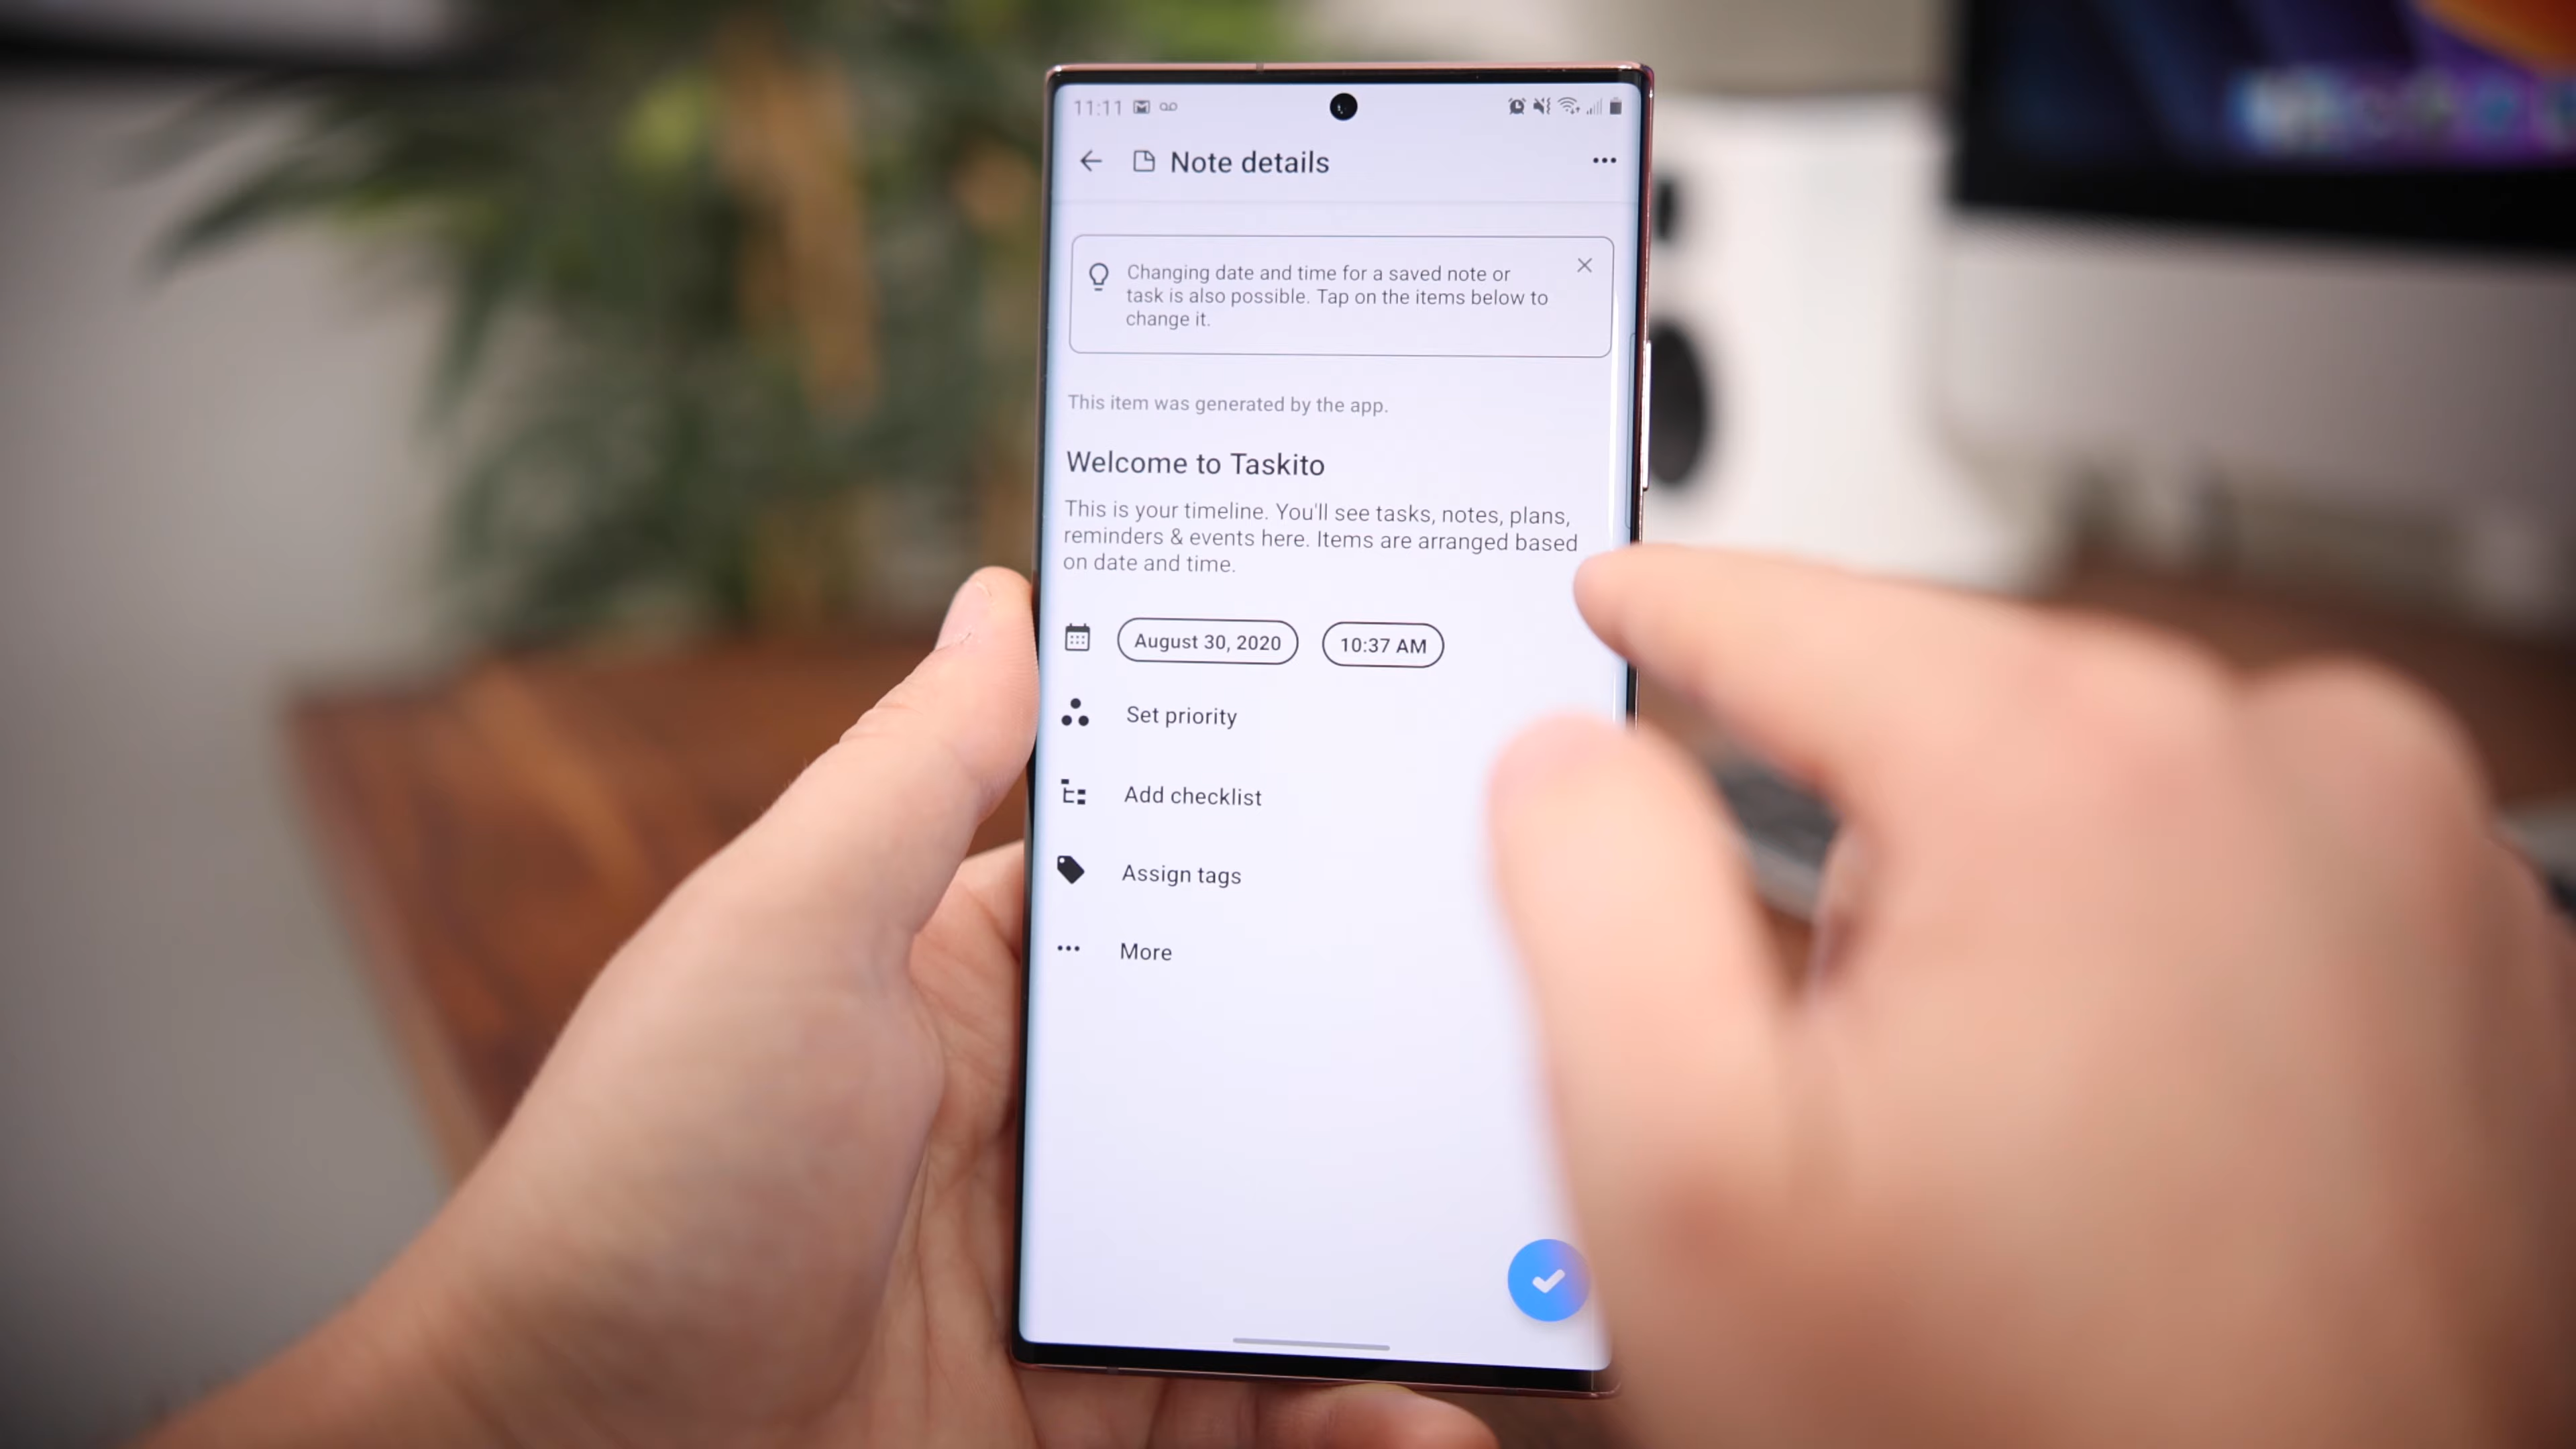 11:11
Note details
Changing date and time for a saved note or
task is also possible. Tap on the items below to
change it.
This item was generated by the app.
Welcome to Taskito
This is your timeline. You'll see tasks, notes, plans,
reminders & events here. Items are arranged based
on date and time.
August 30, 2020 10:37 AM
Set priority
Add checklist
Assign tags
More